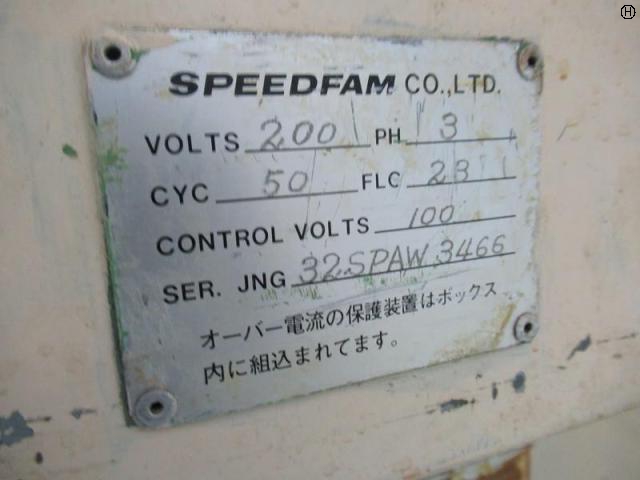 SPEEDFAM CO.,LTD.
VOLTS 200 PH 3
CYC 50 FLC 28
CONTROL VOLTS 100
SER. JNG 32SPAW 3466
オーバー電流の保護装置はボックス
内に組込まれてます。
H